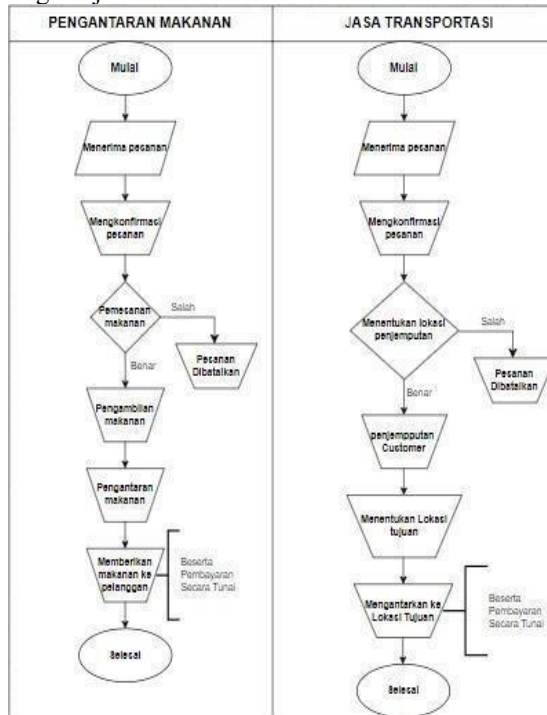 PENGANTARAN MAKANAN
Mulai
Menerima pesanan
Mengkonfirmasi
pesanan
Pemesanan
makanan
Salah
Pesanan
Dibatalkan
Benar
Pengambilan
makanan
Pengantaran
makanan
Memberikan
makanan ke
pelanggan
Beserta
Pembayaran
Secara Tunai
Selesai
JASA TRANSPORTASI
Mulai
Menerima pesanan
Mengkonfirmasi
pesanan
Menentukan lokasi
penjemputan
Salah
Pesanan
Dibatalkan
Benar
penjempputan
Customer
Menentukan Lokasi
tujuan
Mengantarkan ke
Lokasi Tujuan
Beserta
Pembayaran
Secara Tunai
Selesai